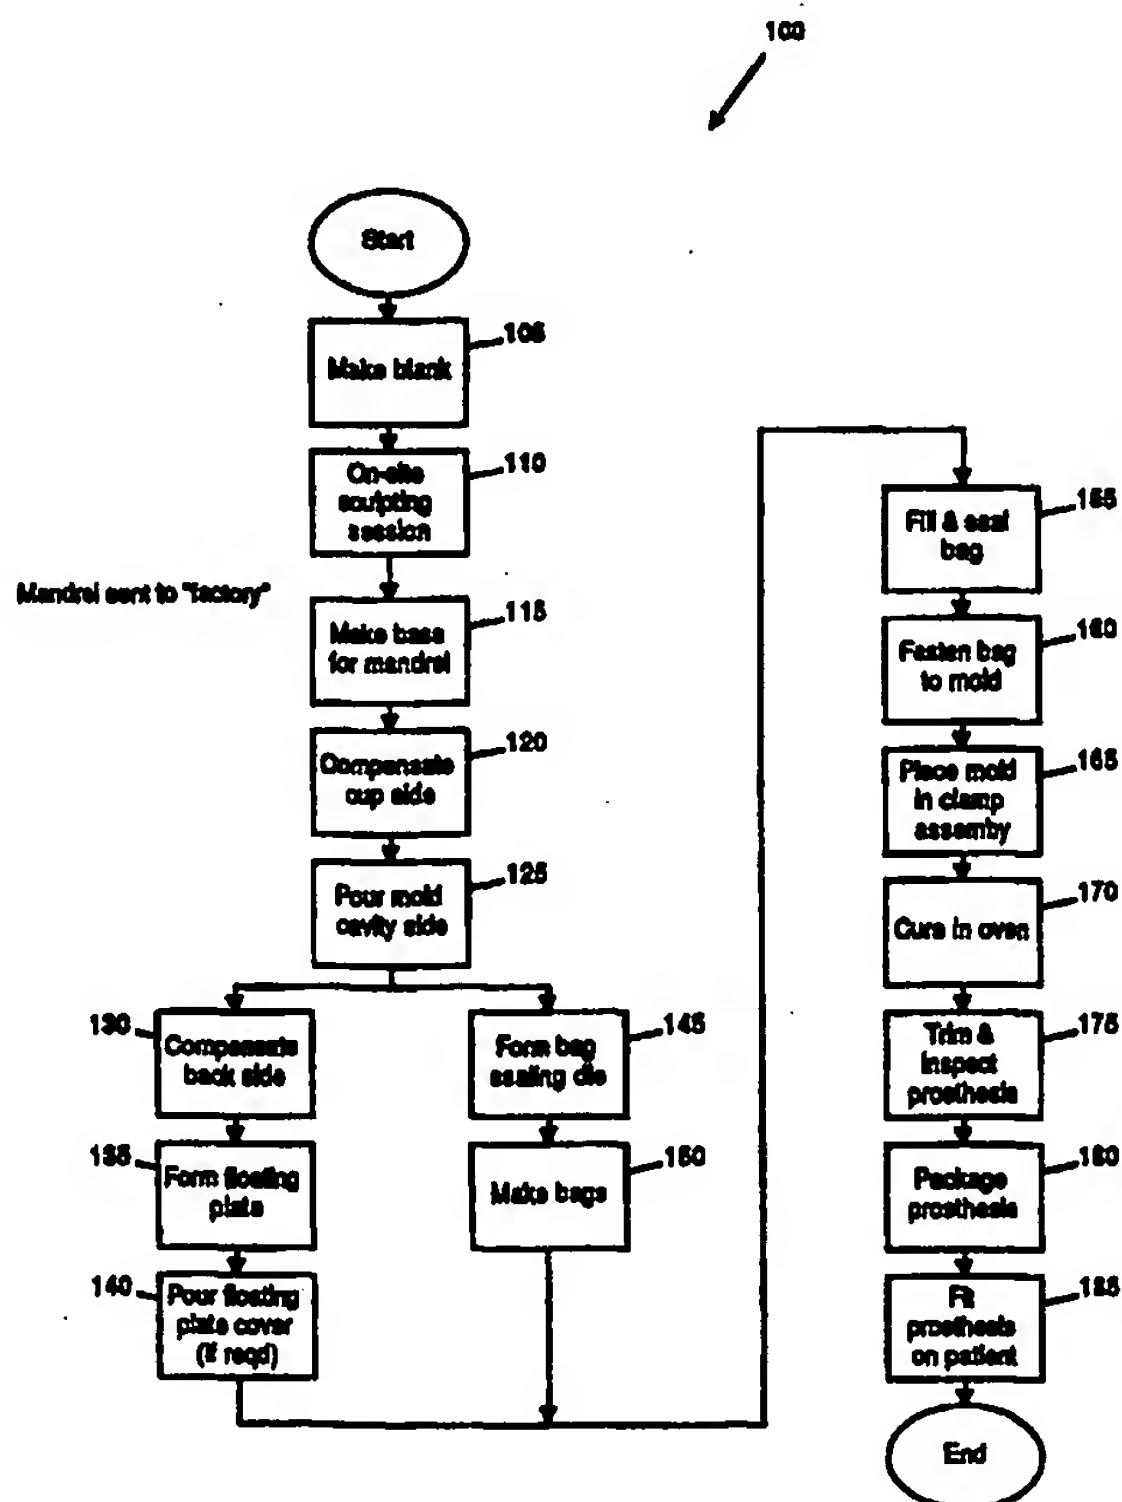 100
Start
Make blank
105
On-site
sculpting
session
110
Mandrel sent to "factory"
Make base
for mandrel
115
Compensate
cup side
120
Pour mold
cavity side
125
130
Compensate
back side
135
Form floating
plate
140
Pour floating
plate cover
(if reqd)
Form bag
sealing die
145
Make bags
150
Fill & seal
bag
155
Fasten bag
to mold
160
Place mold
in clamp
assemby
165
Cure in oven
170
Trim &
inspect
prosthesis
175
Package
prosthesis
180
Fit
prosthesis
on patient
185
End